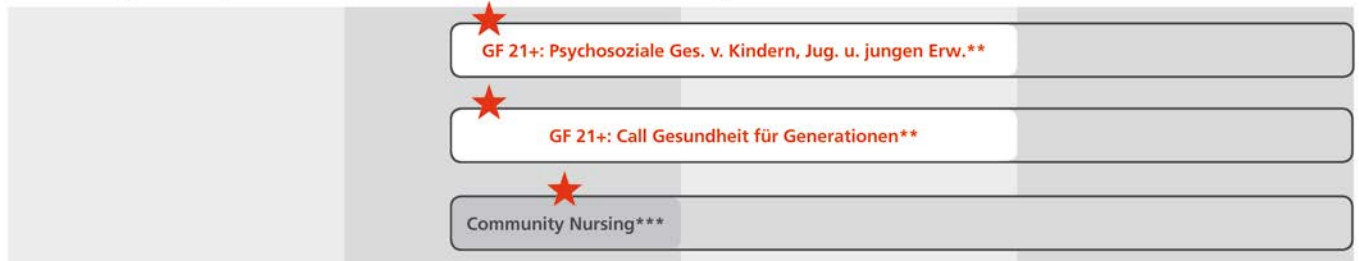 GF 21+: Psychosoziale Ges. v. Kindern, Jug. u. jungen Erw.**
GF 21+: Call Gesundheit für Generationen**
Community Nursing***